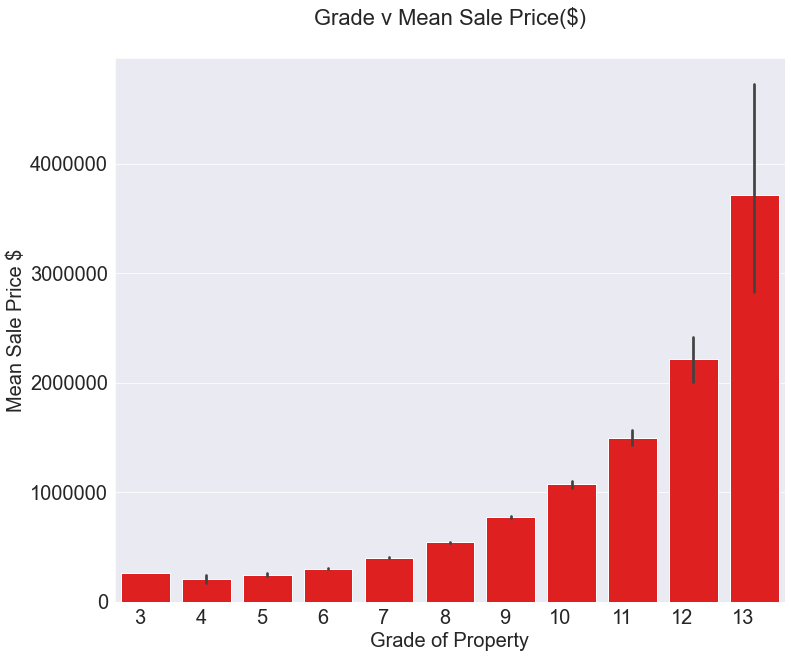 Grade v Mean Sale Price($)
Mean Sale Price $
4000000
3000000
2000000
1000000
0
3 4 5 6 7 8 9 10 11 12 13
Grade of Property